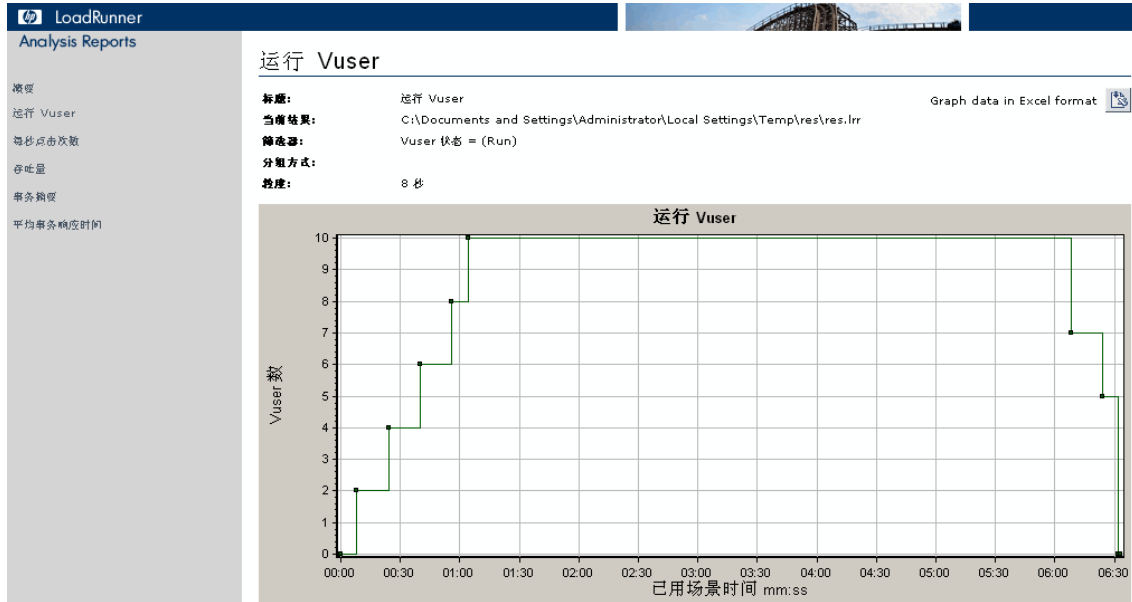 hp LoadRunner
Analysis Reports
摘要
运行 Vuser
每秒点击次数
吞吐量
事务摘要
平均事务响应时间
运行 Vuser
标题: 运行 Vuser
Graph data in Excel format
当前结果: C:\Documents and Settings\Administrator\Local Settings\Temp\res\res.lrr
筛选器: Vuser 状态 = (Run)
分组方式:
粒度: 8 秒
运行 Vuser
10
9
8
7
6
5
4
3
2
1
0
Vuser 数
00:00 00:30 01:00 01:30 02:00 02:30 03:00 03:30 04:00 04:30 05:00 05:30 06:00 06:30
已用场景时间 mm:ss